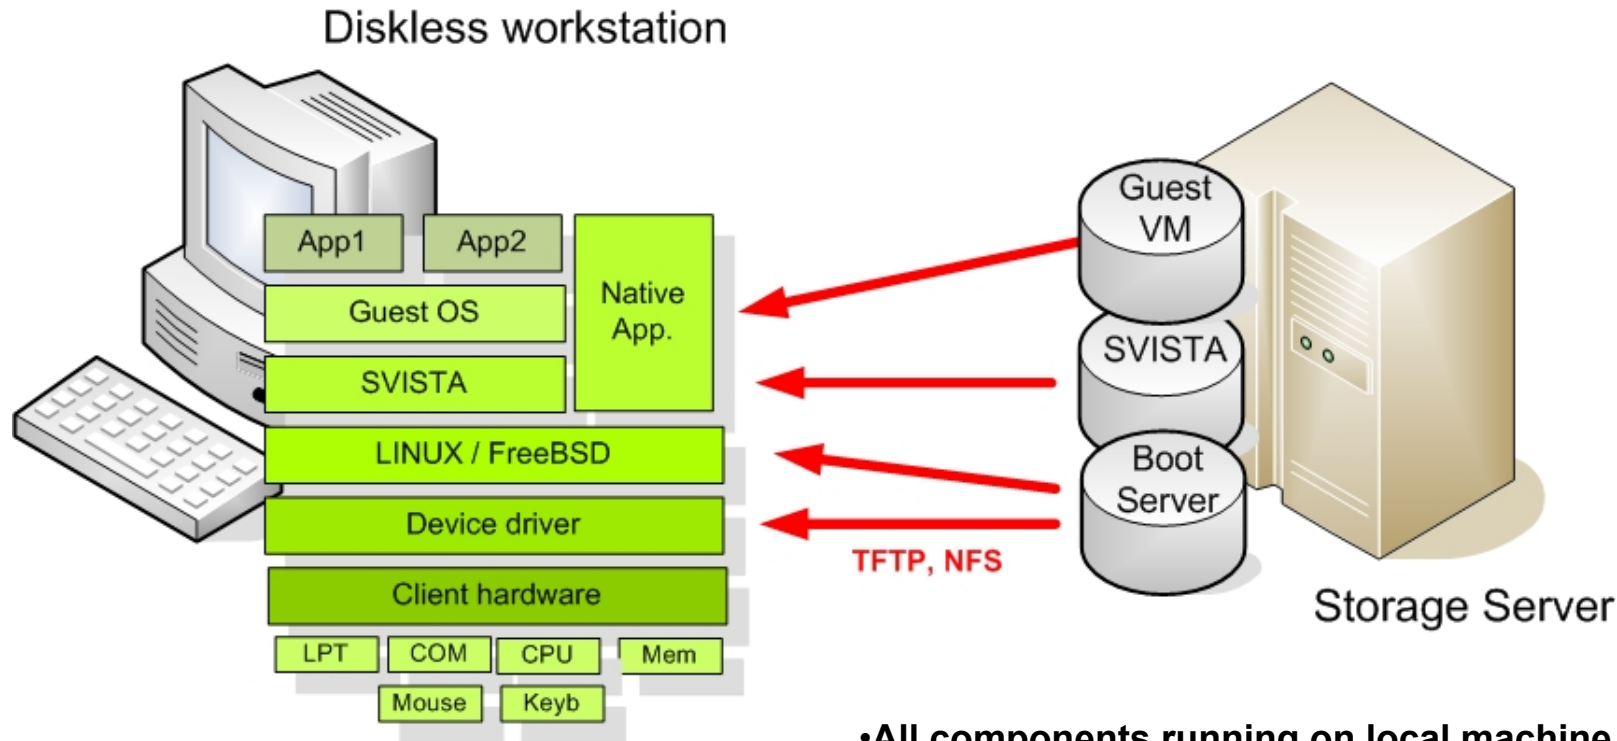 Diskless workstation
App1
App2
Native
App.
Guest OS
SVISTA
LINUX / FreeBSD
Device driver
Client hardware
LPT
COM
CPU
Mem
Mouse
Keyb
Guest
VM
SVISTA
Boot
Server
TFTP, NFS
Storage Server
•All components running on local machine